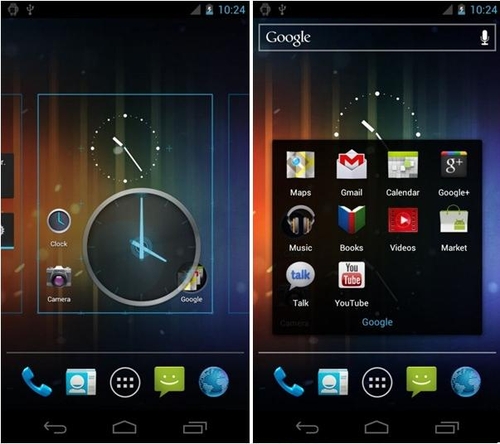 10:24
Clock
Camera
Google
10:24
Google
Maps Gmail Calendar Google+
g+
Music Books Videos Market
talk
You
Tube
Talk YouTube
Camera
Google